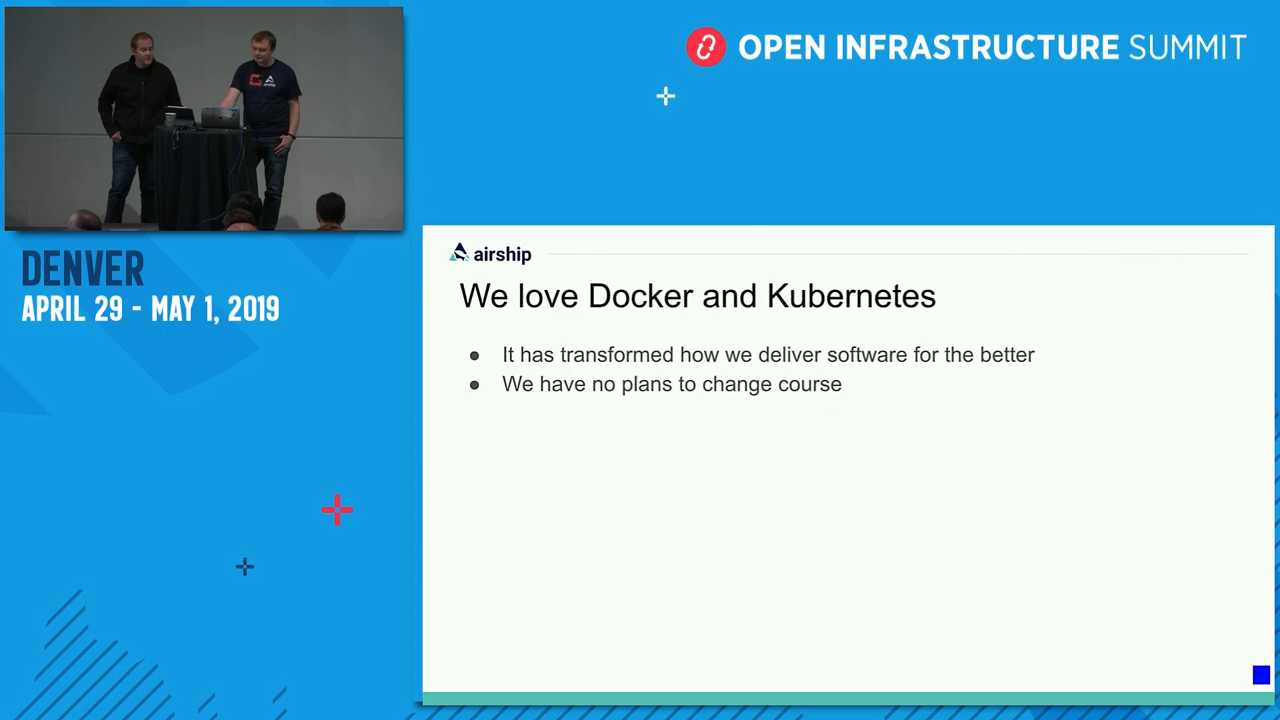 OPEN INFRASTRUCTURE SUMMIT
DENVER
APRIL 29 - MAY 1, 2019
airship
We love Docker and Kubernetes
It has transformed how we deliver software for the better
We have no plans to change course
airship